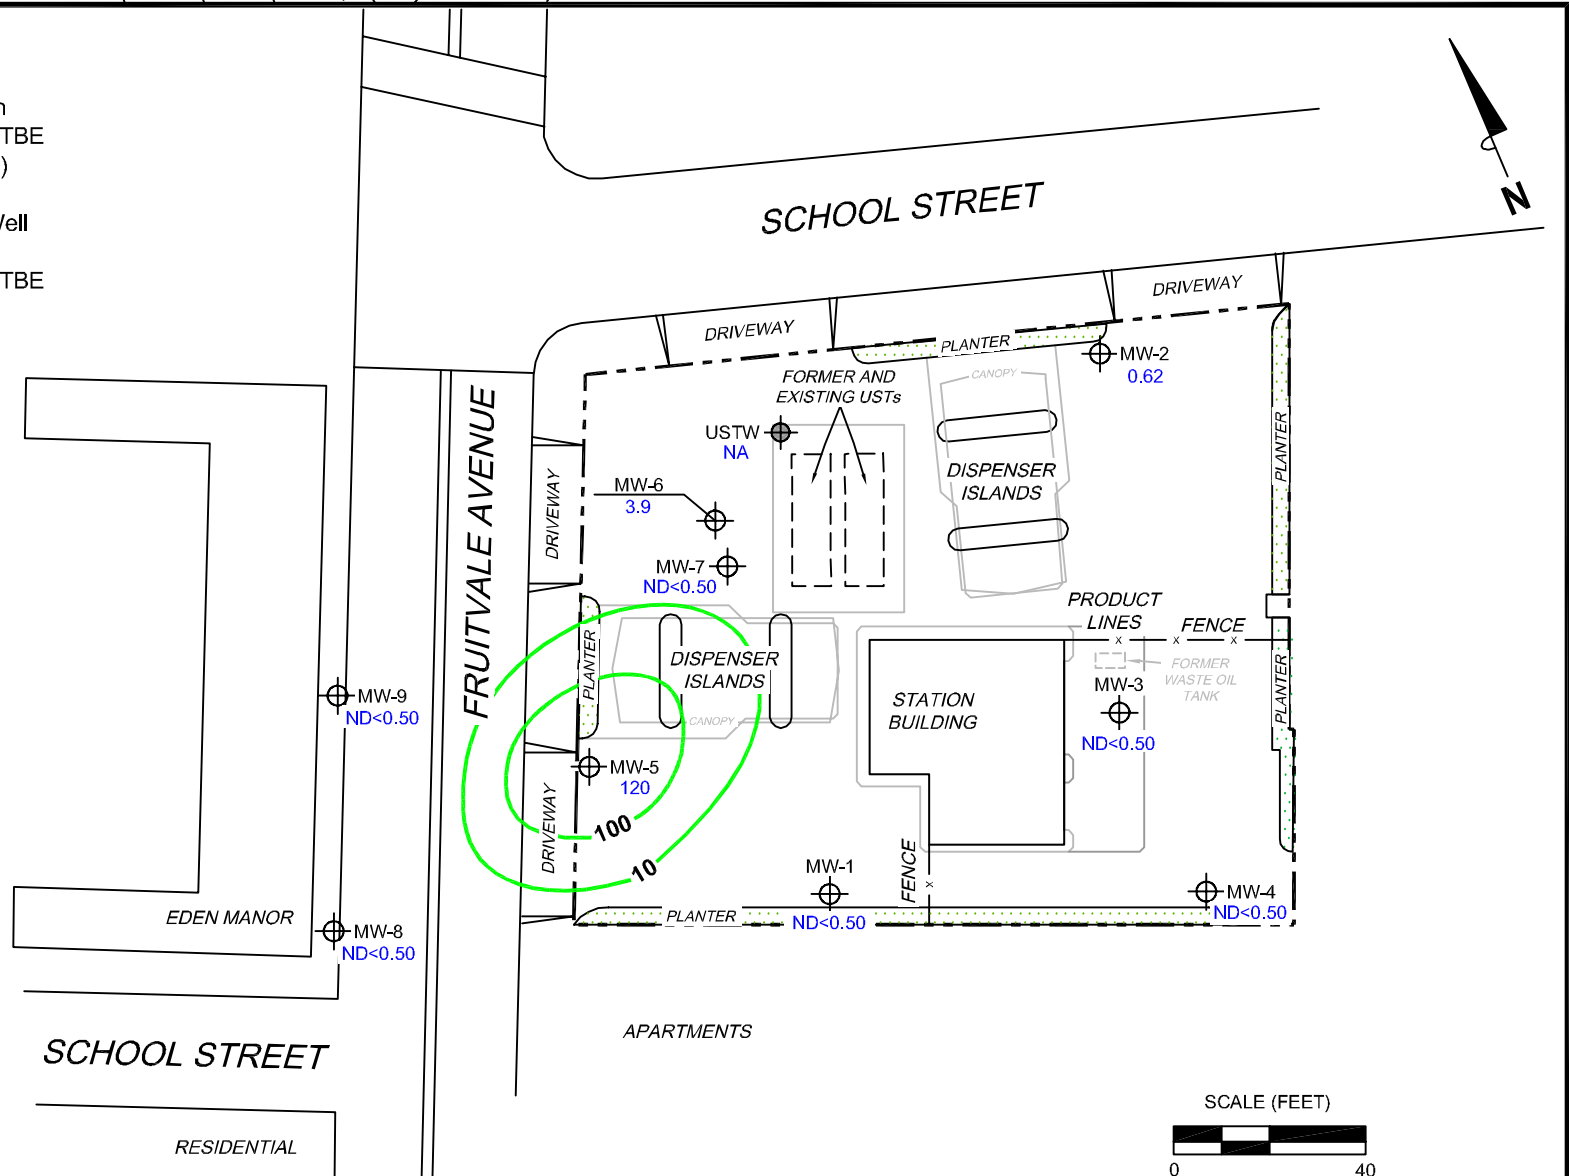 TBE
)
TBE
N
SCHOOL STREET
DRIVEWAY
DRIVEWAY
PLANTER
MW-2
0.62
CANOPY
FORMER AND
EXISTING USTs
USTW
NA
FRUITVALE AVENUE
DRIVEWAY
MW-6
3.9
DISPENSER
ISLANDS
PLANTER
MW-7
ND<0.50
PRODUCT
LINES
FENCE
x
x
x
FORMER
WASTE OIL
TANK
PLANTER
DISPENSER
ISLANDS
CANOPY
STATION
BUILDING
MW-3
ND<0.50
PLANTER
MW-9
ND<0.50
MW-5
120
100
10
DRIVEWAY
MW-1
ND<0.50
FENCE
x
MW-4
ND<0.50
PLANTER
EDEN MANOR
MW-8
ND<0.50
APARTMENTS
SCHOOL STREET
RESIDENTIAL
SCALE (FEET)
0
40